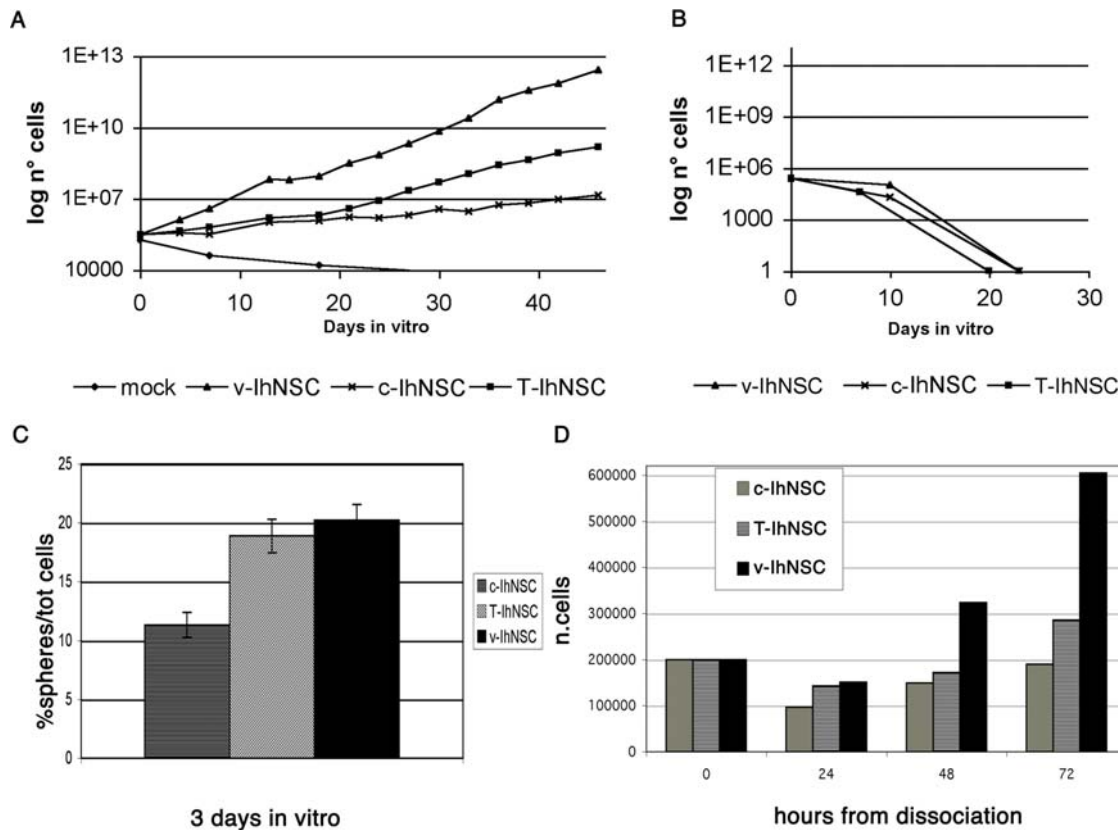 A
log n° cells
1E+13
1E+10
1E+07
10000
0 10 20 30 40
Days in vitro
mock v-IhNSC c-IhNSC T-IhNSC
B
log n° cells
1E+12
1E+09
1E+06
1000
1
0 10 20 30
Days in vitro
v-IhNSC c-IhNSC T-IhNSC
C
%spheres/tot cells
25
20
15
10
5
0
c-IhNSC
T-IhNSC
v-IhNSC
3 days in vitro
D
n.cells
600000
500000
400000
300000
200000
100000
0
c-IhNSC
T-IhNSC
v-IhNSC
0 24 48 72
hours from dissociation